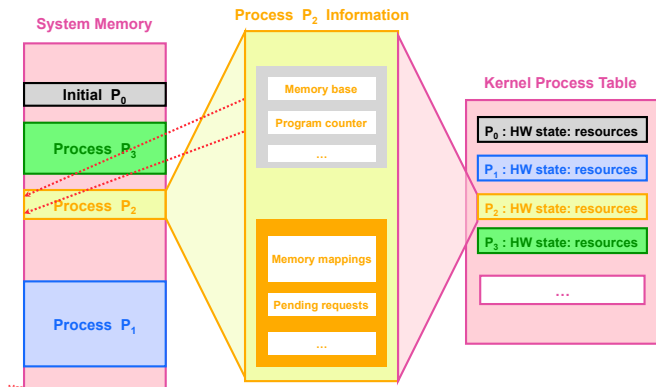 System Memory
Initial P₀
Process P₃
Process P₂
Process P₁
Process P₂ Information
Memory base
Program counter
...
Memory mappings
Pending requests
...
Kernel Process Table
P₀ : HW state: resources
P₁ : HW state: resources
P₂ : HW state: resources
P₃ : HW state: resources
...